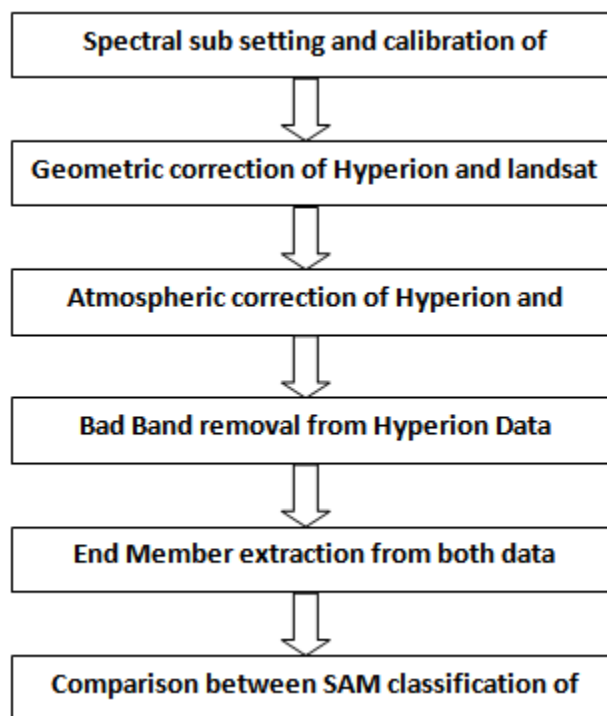 Spectral sub setting and calibration of
Geometric correction of Hyperion and landsat
Atmospheric correction of Hyperion and
Bad Band removal from Hyperion Data
End Member extraction from both data
Comparison between SAM classification of